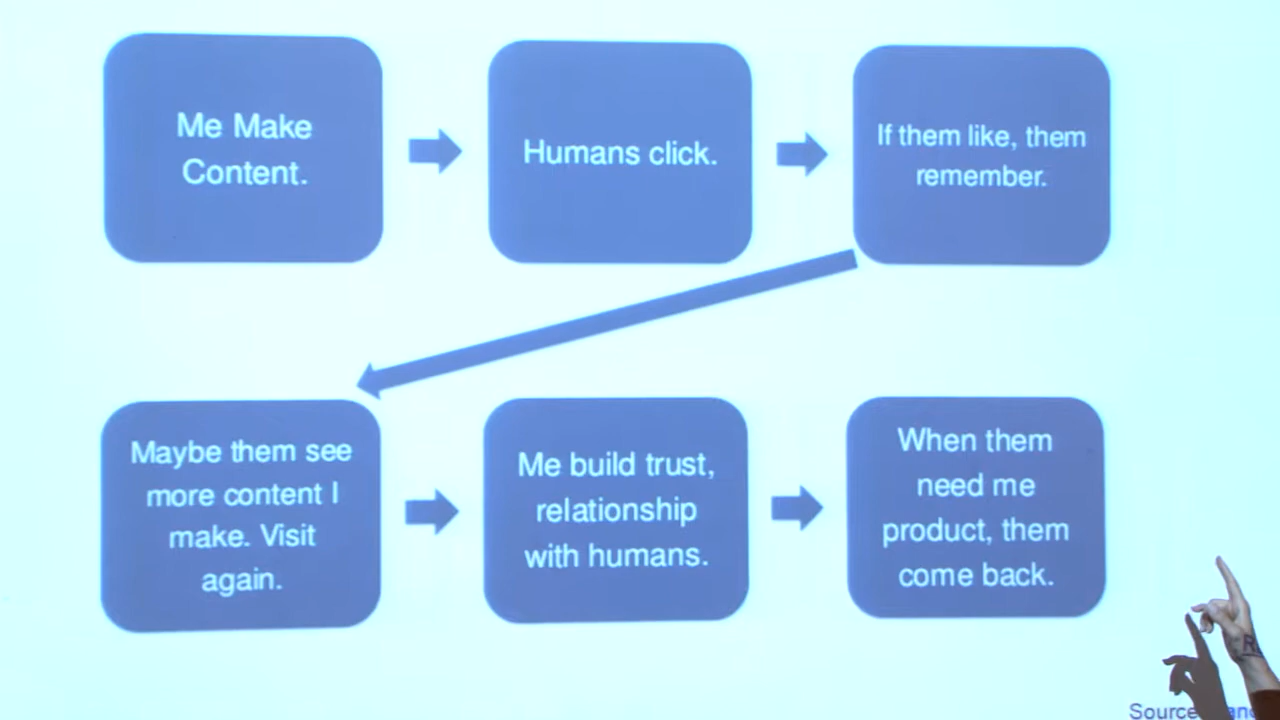 Me Make
Content.
Humans click.
If them like, them
remember.
Maybe them see
more content I
make. Visit
again.
Me build trust,
relationship
with humans.
When them
need me
product, them
come back.
Source